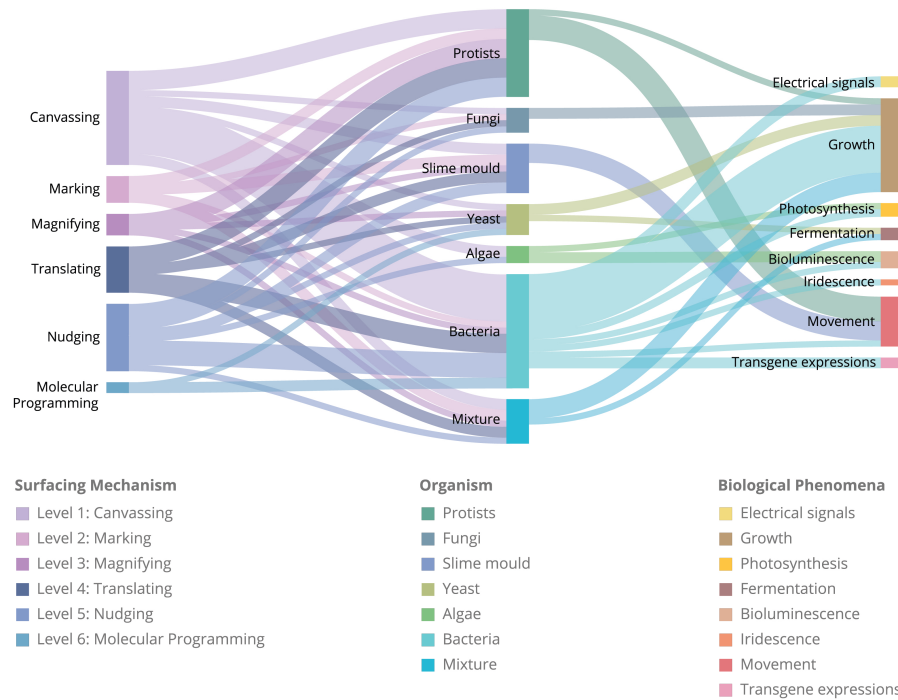 Canvassing
Marking
Magnifying
Translating
Nudging
Molecular
Programming
Protists
Fungi
Slime mould
Yeast
Algae
Bacteria
Mixture
Electrical signals
Growth
Photosynthesis
Fermentation
Bioluminescence
Iridescence
Movement
Transgene expressions
Surfacing Mechanism
Level 1: Canvassing
Level 2: Marking
Level 3: Magnifying
Level 4: Translating
Level 5: Nudging
Level 6: Molecular Programming
Organism
Protists
Fungi
Slime mould
Yeast
Algae
Bacteria
Mixture
Biological Phenomena
Electrical signals
Growth
Photosynthesis
Fermentation
Bioluminescence
Iridescence
Movement
Transgene expressions